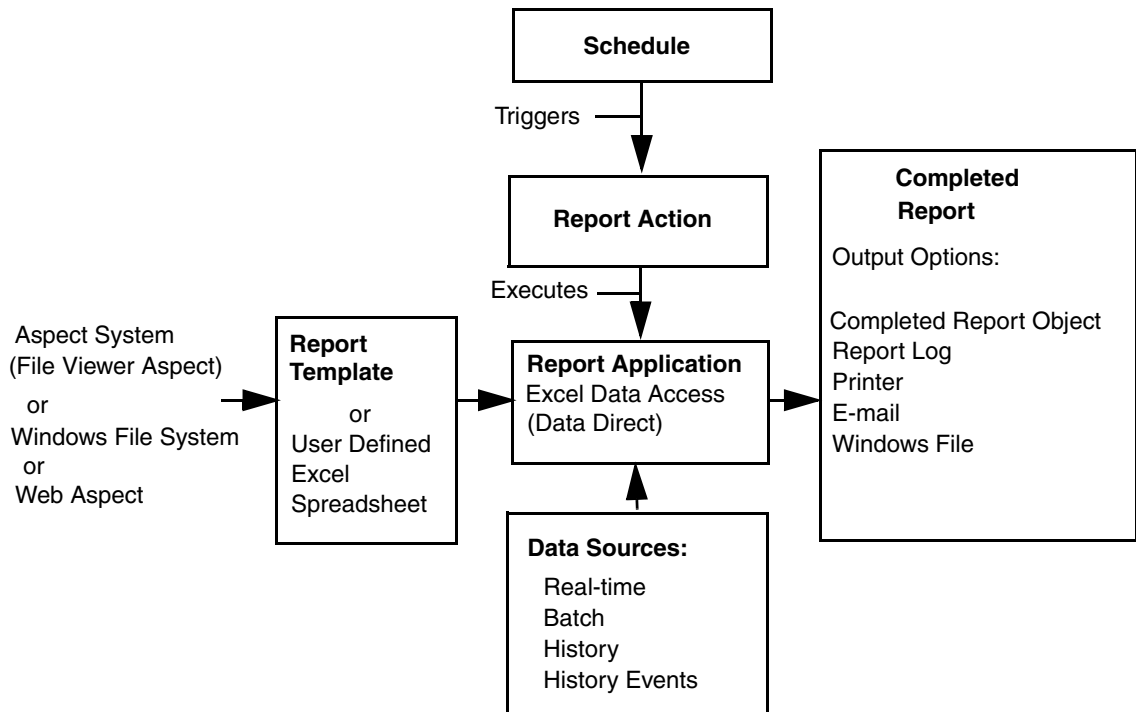 Schedule
Triggers
Report Action
Executes
Aspect System
(File Viewer Aspect)
or
Windows File System
or
Web Aspect
Report
Template
or
User Defined
Excel
Spreadsheet
Report Application
Excel Data Access
(Data Direct)
Data Sources:
Real-time
Batch
History
History Events
Completed
Report
Output Options:
Completed Report Object
Report Log
Printer
E-mail
Windows File